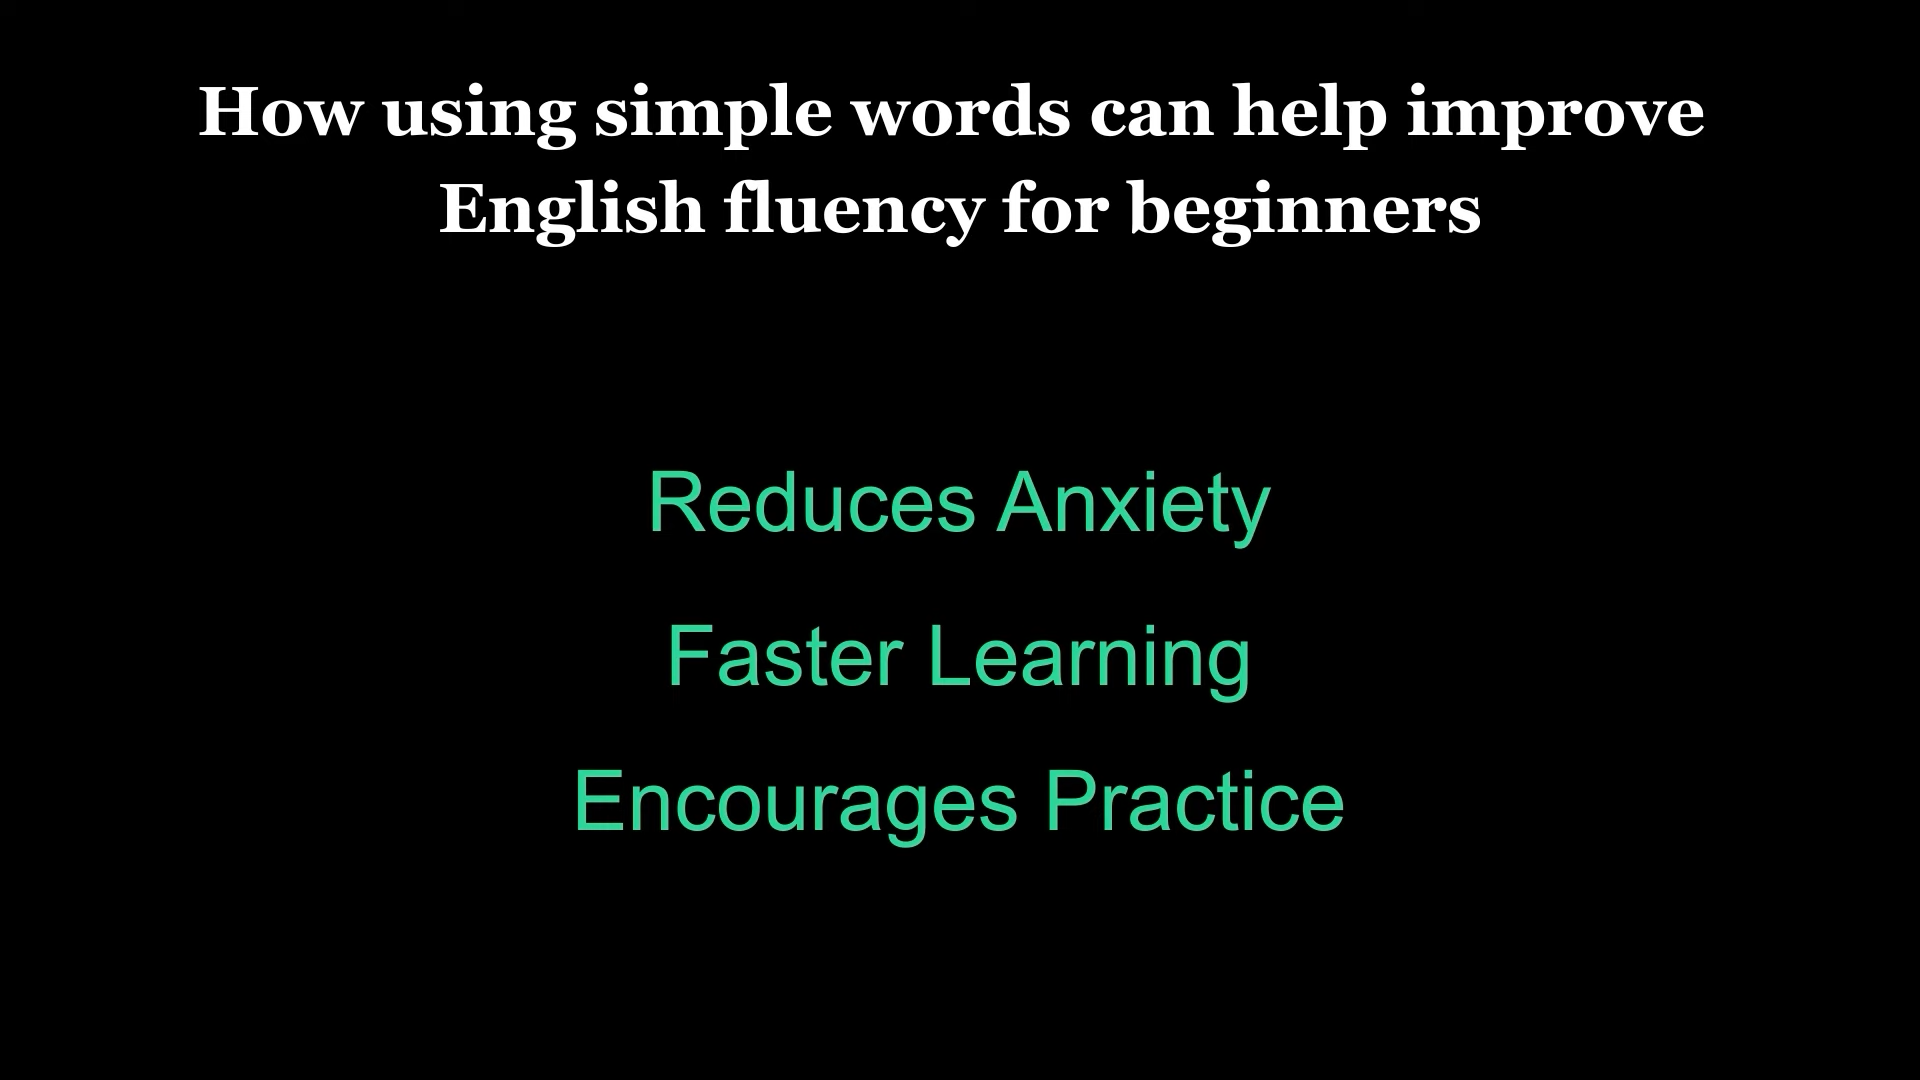 How using simple words can help improve
English fluency for beginners
Reduces Anxiety
Faster Learning
Encourages Practice